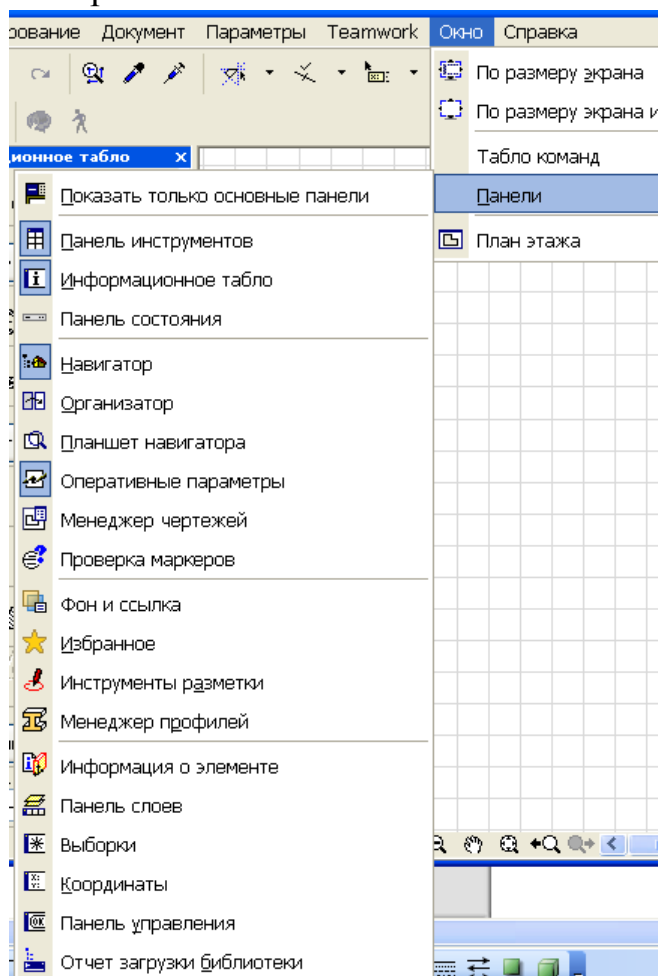 Документ Параметры Teamwork Окно Справка
По размеру экрана
По размеру экрана и
Табло команд
Панели
План этажа
табло x
Показать только основные панели
Панель инструментов
Информационное табло
Панель состояния
Навигатор
Организатор
Планшет навигатора
Оперативные параметры
Менеджер чертежей
Проверка маркеров
Фон и ссылка
Избранное
Инструменты разметки
Менеджер профилей
Информация о элементе
Панель слоев
Выборки
Координаты
Панель управления
Отчет загрузки библиотеки